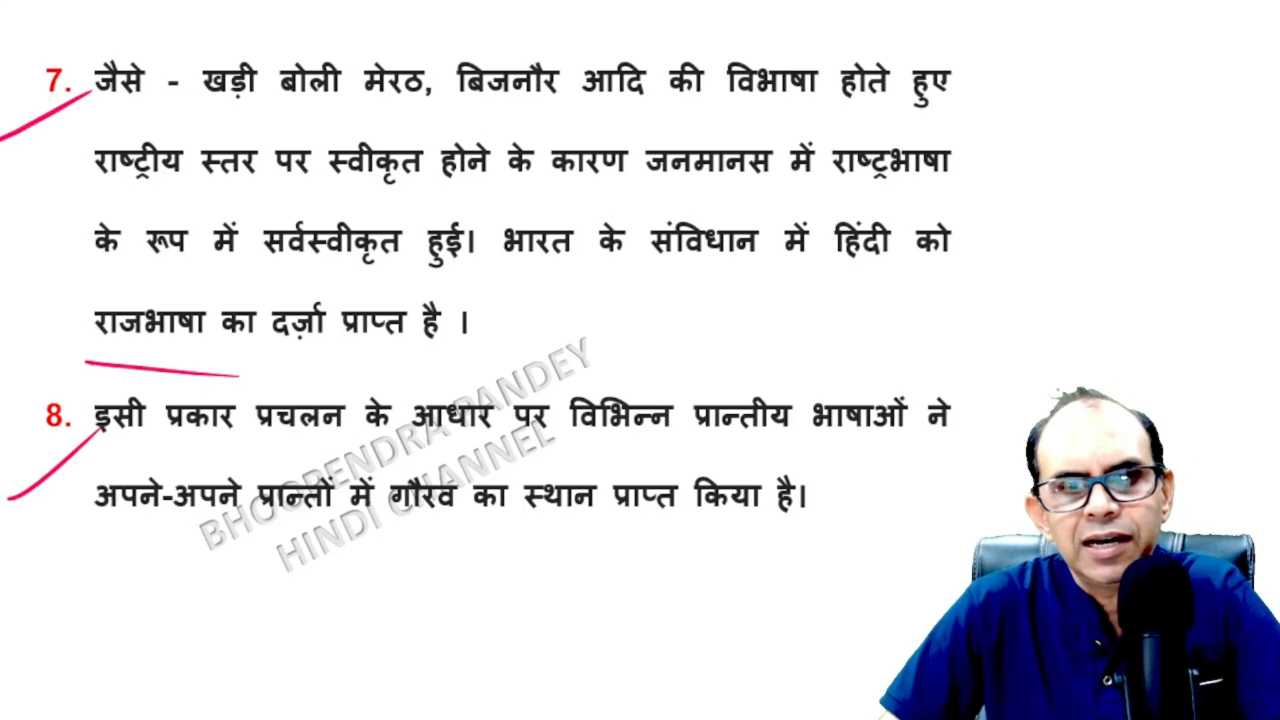 7. जैसे - खड़ी बोली मेरठ, बिजनौर आदि की विभाषा होते हुए
राष्ट्रीय स्तर पर स्वीकृत होने के कारण जनमानस में राष्ट्रभाषा
के रूप में सर्वस्वीकृत हुई। भारत के संविधान में हिंदी को
राजभाषा का दर्ज़ा प्राप्त है ।
8. इसी प्रकार प्रचलन के आधार पर विभिन्न प्रान्तीय भाषाओं ने
अपने-अपने प्रान्तों में गौरव का स्थान प्राप्त किया है।
BHOOPENDRA PANDEY
HINDI CHANNEL